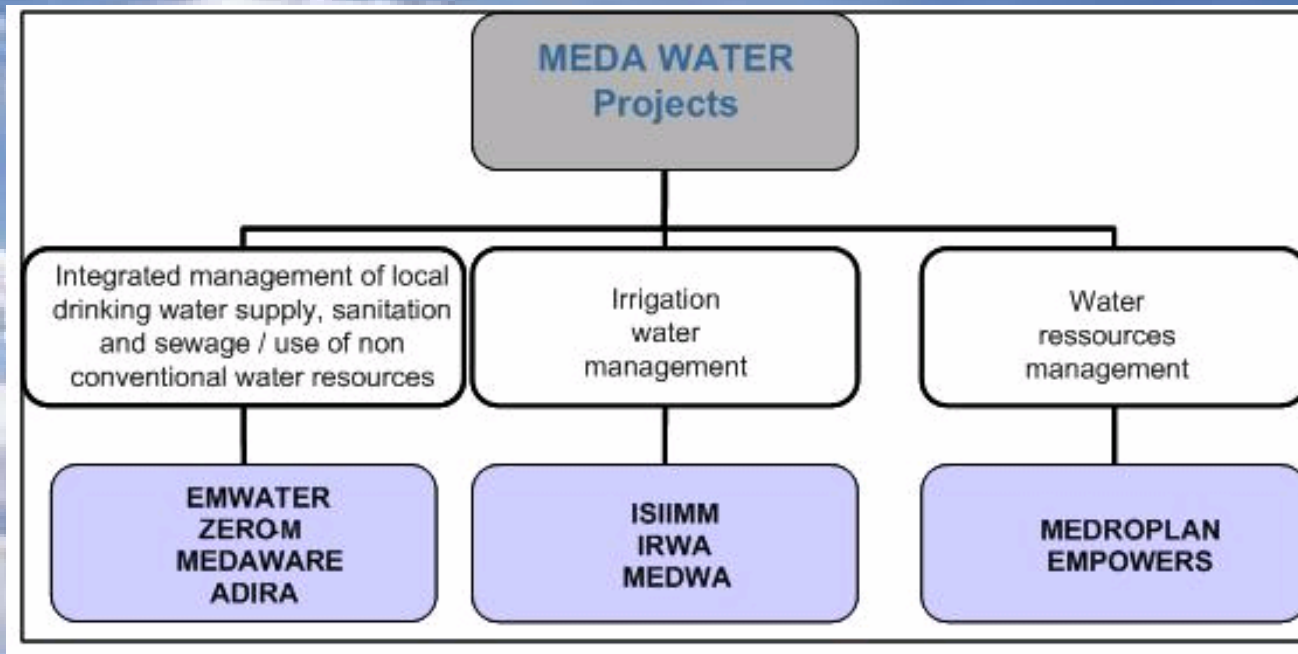 MEDA WATER
Projects
Integrated management of local
drinking water supply, sanitation
and sewage / use of non
conventional water resources
Irrigation
water
management
Water
ressources
management
EMWATER
ZERO-M
MEDAWARE
ADIRA
ISIIMM
IRWA
MEDWA
MEDROPLAN
EMPOWERS